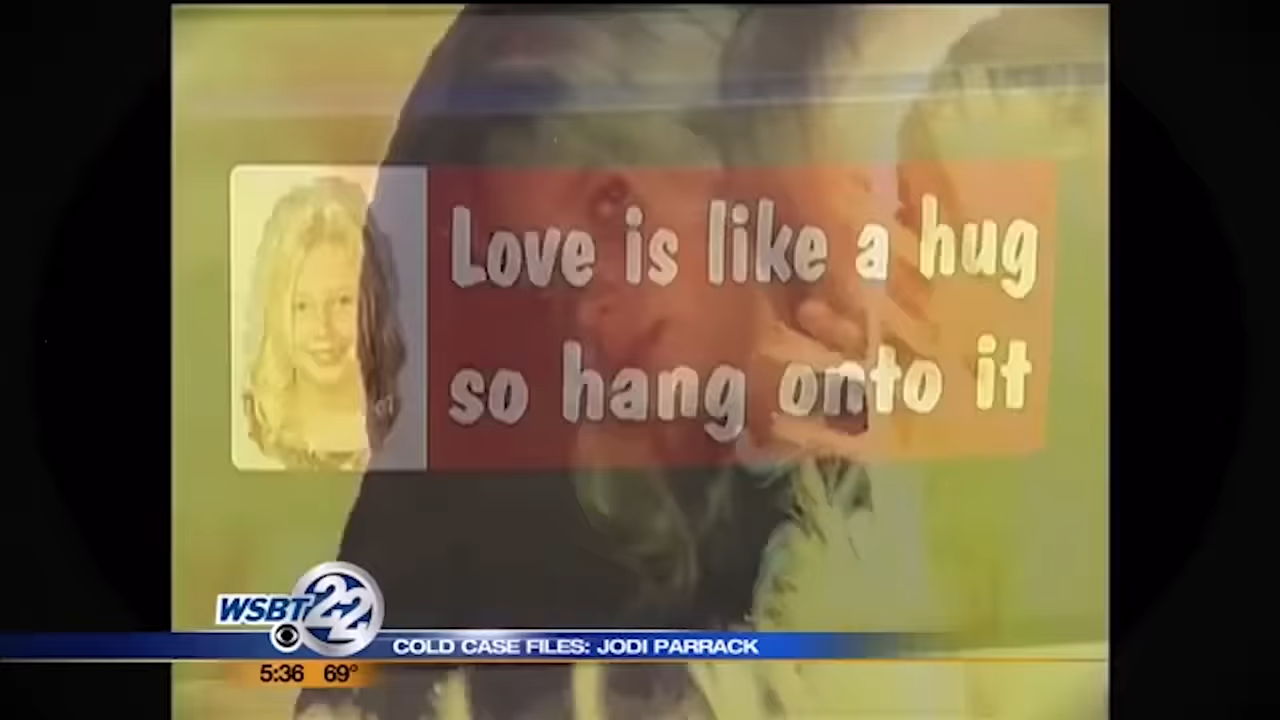 Love is like a hug
so hang onto it
WSBT 22
COLD CASE FILES: JODI PARRACK
5:36 69°